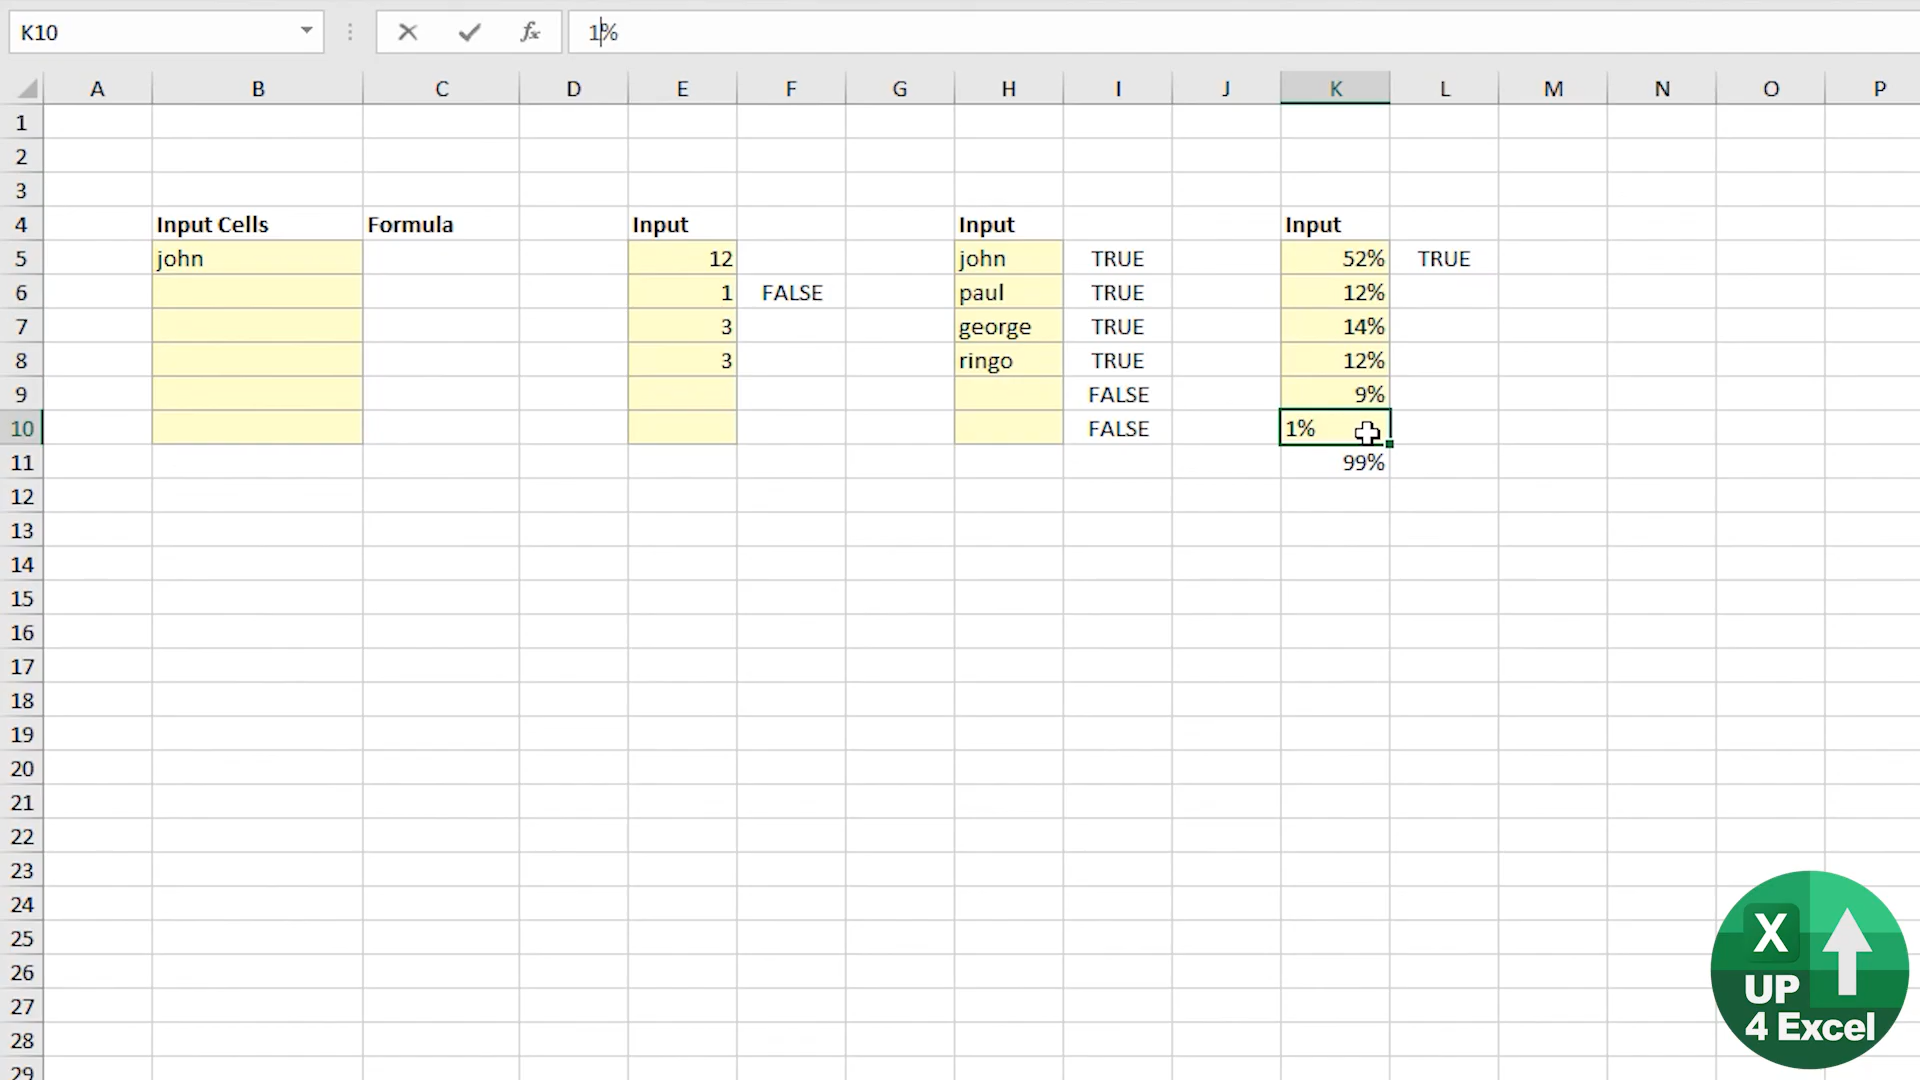 K10 fx 1%
A B C D E F G H I J K L M N O P
1
2
3
4 Input Cells Formula Input Input Input
5 john 12 john TRUE 52% TRUE
6 1 FALSE paul TRUE 12%
7 3 george TRUE 14%
8 3 ringo TRUE 12%
9 FALSE 9%
10 FALSE 1%
11 99%
12
13
14
15
16
17
18
19
20
21
22
23
24
25
26
27
28
29
X
UP
4 Excel